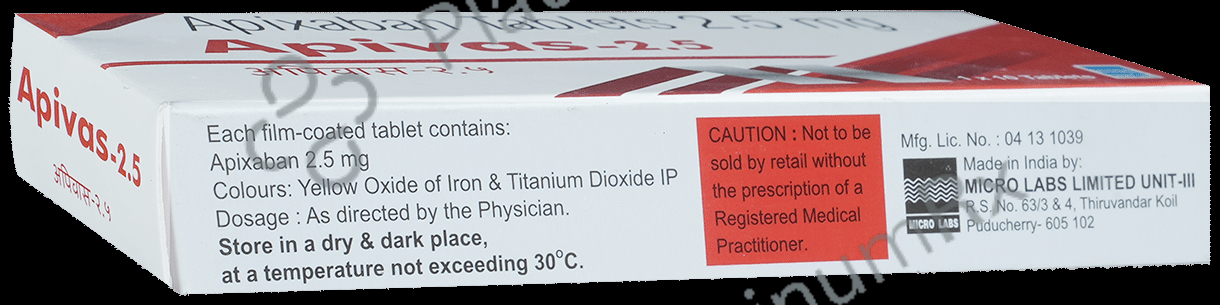 Apixaban Tablets 2.5 mg
Apivas-2.5
अपिवास-२.५
1 x 10 Tablets
Apivas-2.5
अपिवास-२.५
Each film-coated tablet contains:
Apixaban 2.5 mg
Colours: Yellow Oxide of Iron & Titanium Dioxide IP
Dosage : As directed by the Physician.
Store in a dry & dark place,
at a temperature not exceeding 30°C.
CAUTION : Not to be
sold by retail without
the prescription of a
Registered Medical
Practitioner.
Mfg. Lic. No. : 04 13 1039
Made in India by:
MICRO LABS LIMITED UNIT-III
R.S. No. 63/3 & 4, Thiruvandar Koil
Puducherry- 605 102
MICRO LABS